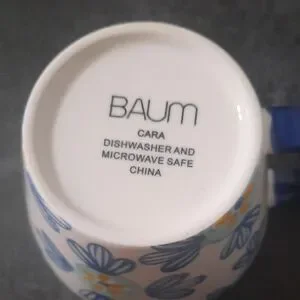 BAUM
CARA
DISHWASHER AND
MICROWAVE SAFE
CHINA